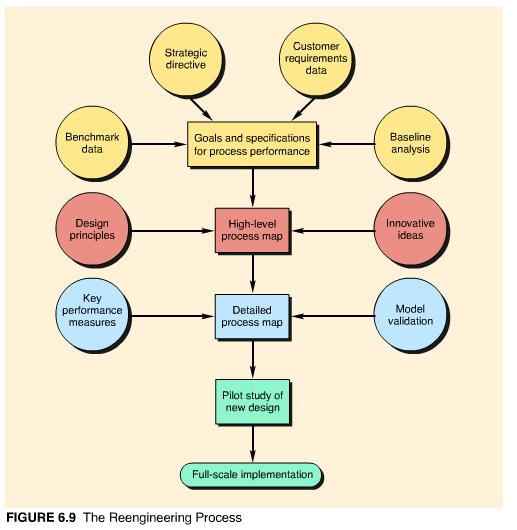 Strategic
directive
Customer
requirements
data
Benchmark
data
Goals and specifications
for process performance
Baseline
analysis
Design
principles
High-level
process map
Innovative
ideas
Key
performance
measures
Detailed
process map
Model
validation
Pilot study of
new design
Full-scale implementation
FIGURE 6.9 The Reengineering Process